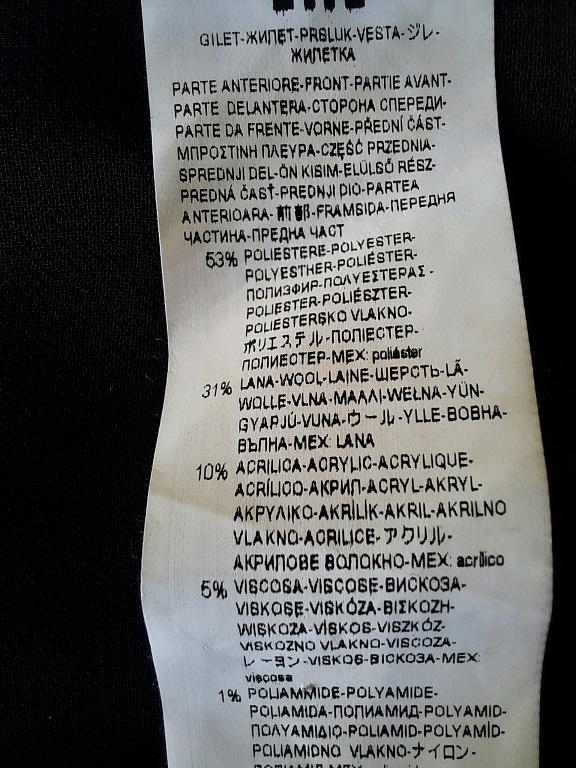 GILET-ЖИЛЕТ-PRSLUK-VESTA-ジレ-
ЖИЛЕТКА
PARTE ANTERIORE-FRONT-PARTIE AVANT-
PARTE DELANTERA-СТОРОНА СПЕРЕДИ-
PARTE DA FRENTE-VORNE-PŘEDNÍ ČÁST-
ΜΠΡΟΣΤΙΝΗ ΠΛΕΥΡΑ-CZĘŚĆ PRZEDNIA-
SPREDNJI DEL-ÖN KISIM-ELÜLSŐ RÉSZ-
PREDNÁ ČASŤ-PREDNJI DIO-PARTEA
ANTERIOARA-前部-FRAMSIDA-ПЕРЕДНЯ
ЧАСТИНА-ПРЕДНА ЧАСТ
53% POLIESTERE-POLYESTER-
POLYESTHER-POLIÉSTER-
ПОЛИЭФИР-ΠΟΛΥΕΣΤΕΡΑΣ-
POLIESTER-POLIÉSZTER-
POLIESTERSKO VLAKNO-
ポリエステル-ПОЛІЕСТЕР-
ПОЛИЕСТЕР-MEX: poliéster
31% LANA-WOOL-LAINE-ШЕРСТЬ-LÃ-
WOLLE-VLNA-ΜΑΛΛΙ-WEŁNA-YÜN-
GYAPJÚ-VUNA-ウール-YLLE-ВОВНА-
ВЪЛНА-MEX: LANA
10% ACRILICA-ACRYLIC-ACRYLIQUE-
ACRÍLICO-АКРИЛ-ACRYL-AKRYL-
ΑΚΡΥΛΙΚΟ-AKRİLİK-AKRIL-AKRILNO
VLAKNO-ACRILICE-アクリル-
АКРИЛОВЕ ВОЛОКНО-MEX: acrílico
5% VISCOSA-VISCOSE-ВИСКОЗА-
VISKOSE-VISKÓZA-ΒΙΣΚΟΖΗ-
WISKOZA-VİSKOS-VISZKÓZ-
VISKOZNO VLAKNO-VISCOZA-
レーヨン-VISKOS-ВІСКОЗА-MEX:
viscosa
1% POLIAMMIDE-POLYAMIDE-
POLIAMIDA-ПОЛИАМИД-POLYAMID-
ΠΟΛΥΑΜΙΔΙΟ-POLIAMID-POLYAMÍD-
POLIAMIDNO VLAKNO-ナイロン-